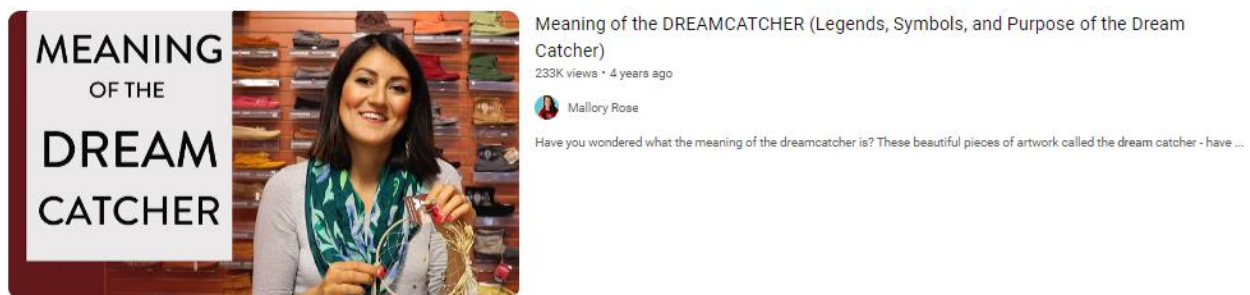 MEANING
OF THE
DREAM
CATCHER
Meaning of the DREAMCATCHER (Legends, Symbols, and Purpose of the Dream
Catcher)
233K views • 4 years ago
Mallory Rose
Have you wondered what the meaning of the dreamcatcher is? These beautiful pieces of artwork called the dream catcher - have ...